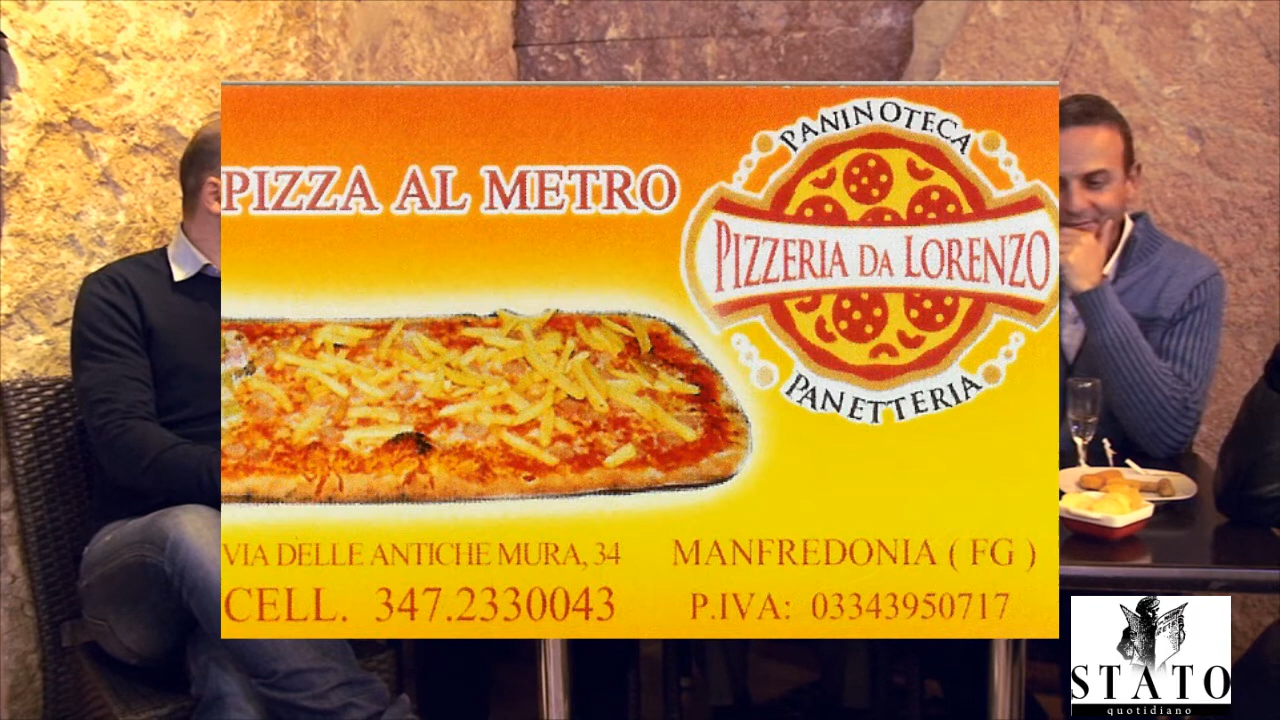 PIZZA AL METRO
PANINOTECA
PIZZERIA DA LORENZO
PANETTERIA
VIA DELLE ANTICHE MURA, 34
MANFREDONIA ( FG )
CELL. 347.2330043
P.IVA: 03343950717
STATO
quotidiano